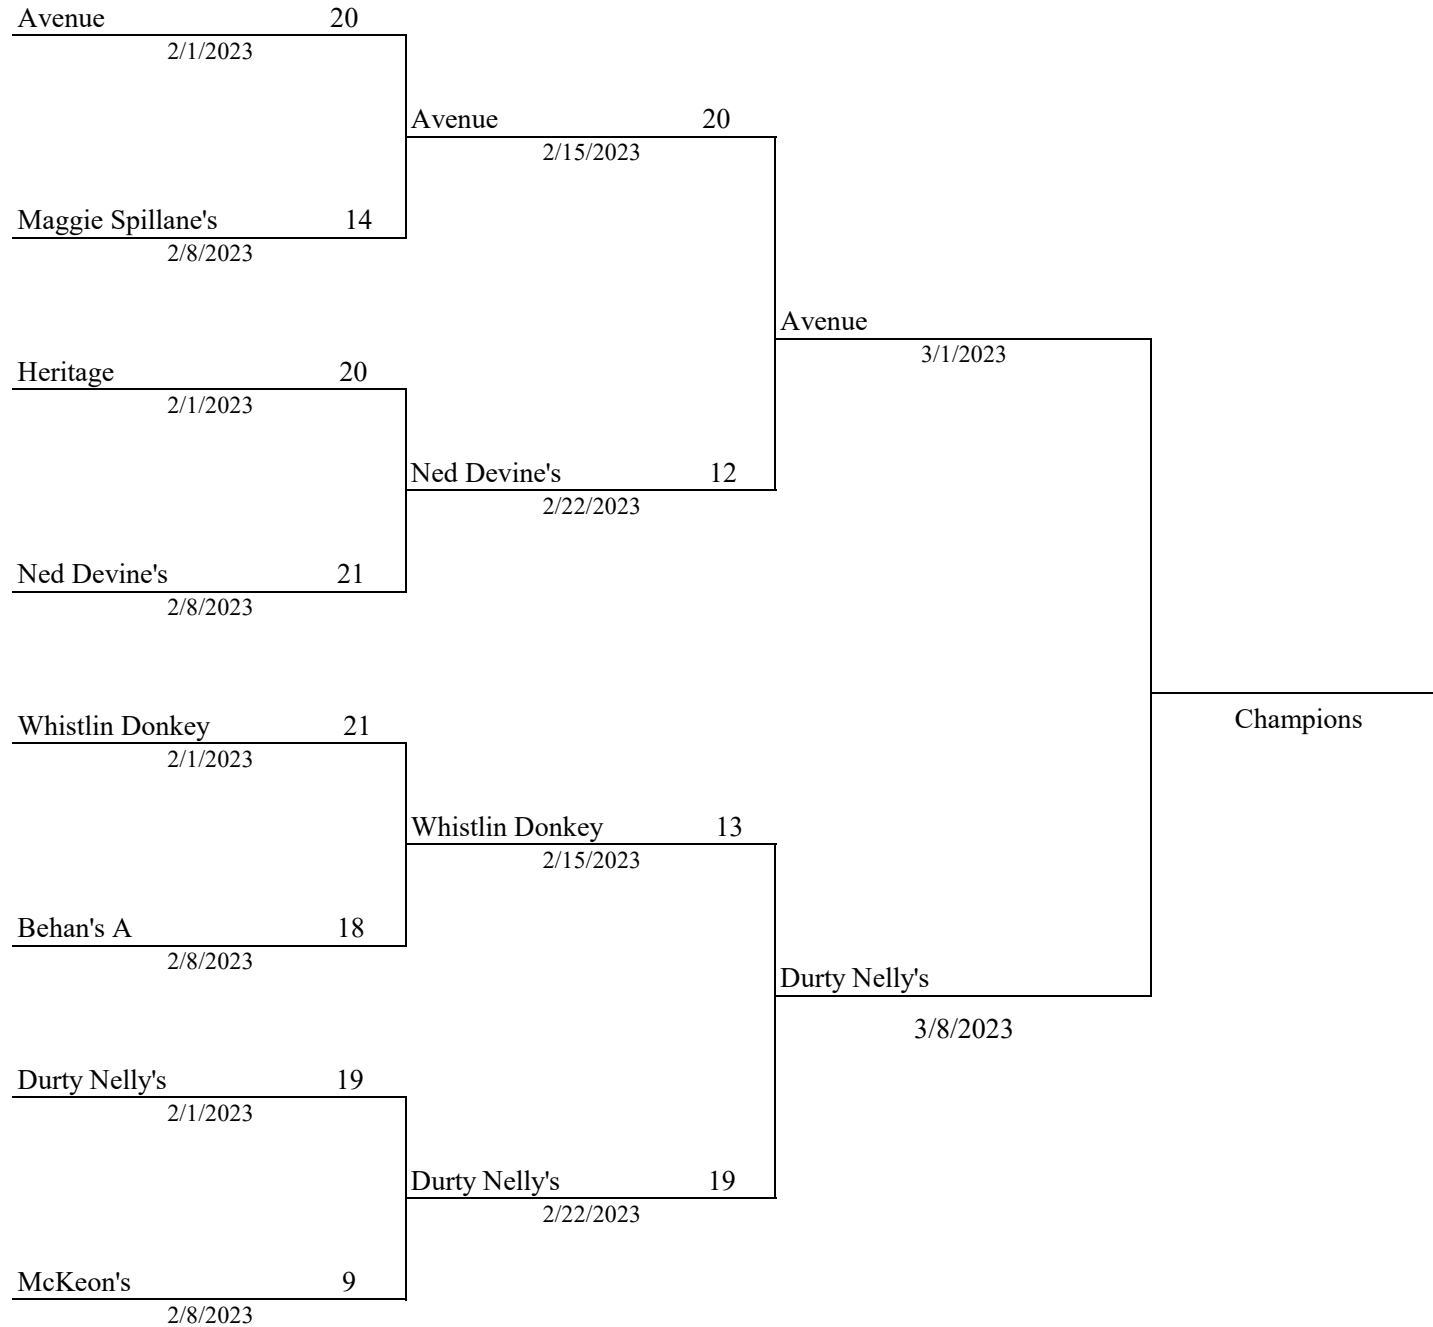 Avenue 20
2/1/2023
Avenue 20
2/15/2023
Maggie Spillane's 14
2/8/2023
Avenue
3/1/2023
Heritage 20
2/1/2023
Ned Devine's 12
2/22/2023
Ned Devine's 21
2/8/2023
Whistlin Donkey 21
2/1/2023
Champions
Whistlin Donkey 13
2/15/2023
Behan's A 18
2/8/2023
Durty Nelly's
3/8/2023
Durty Nelly's 19
2/1/2023
Durty Nelly's 19
2/22/2023
McKeon's 9
2/8/2023